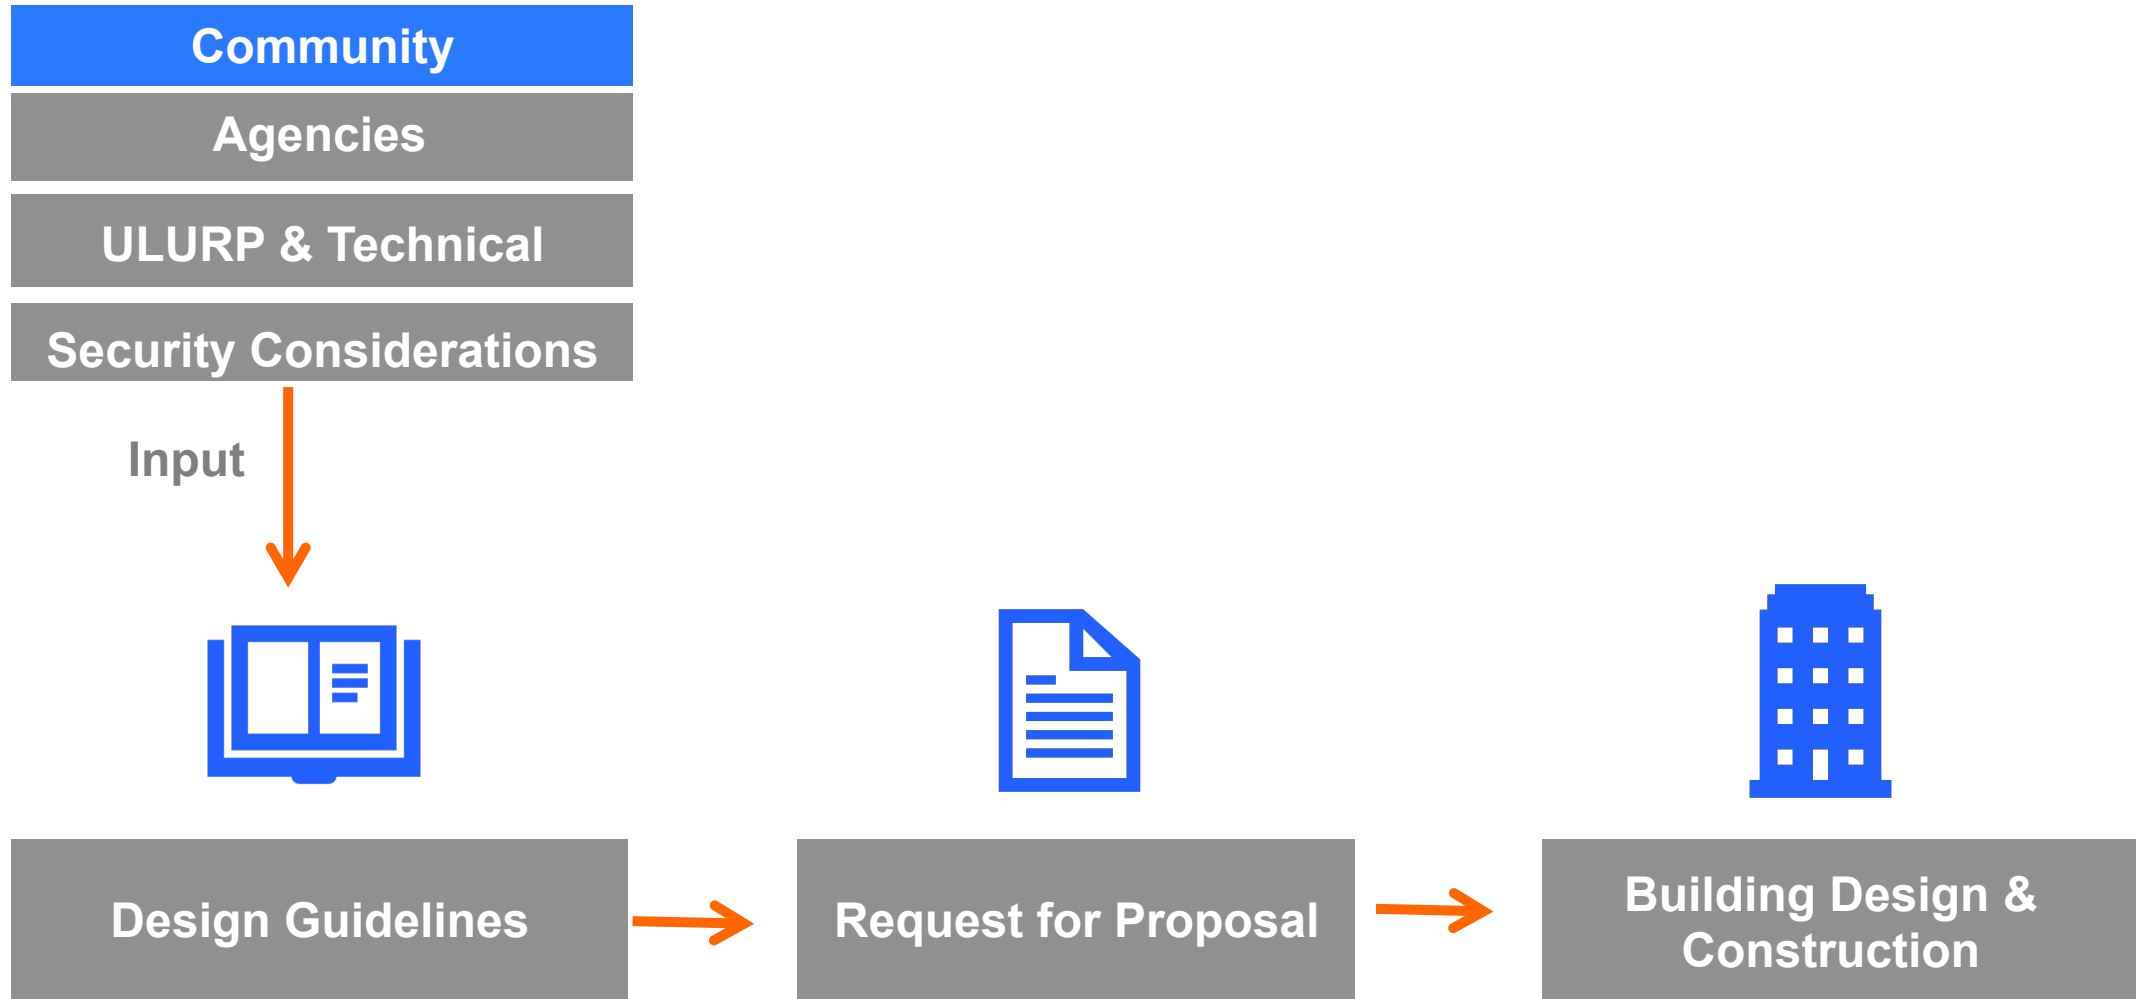 Community
Agencies
ULURP & Technical
Security Considerations
Input
Design Guidelines
Request for Proposal
Building Design &
Construction